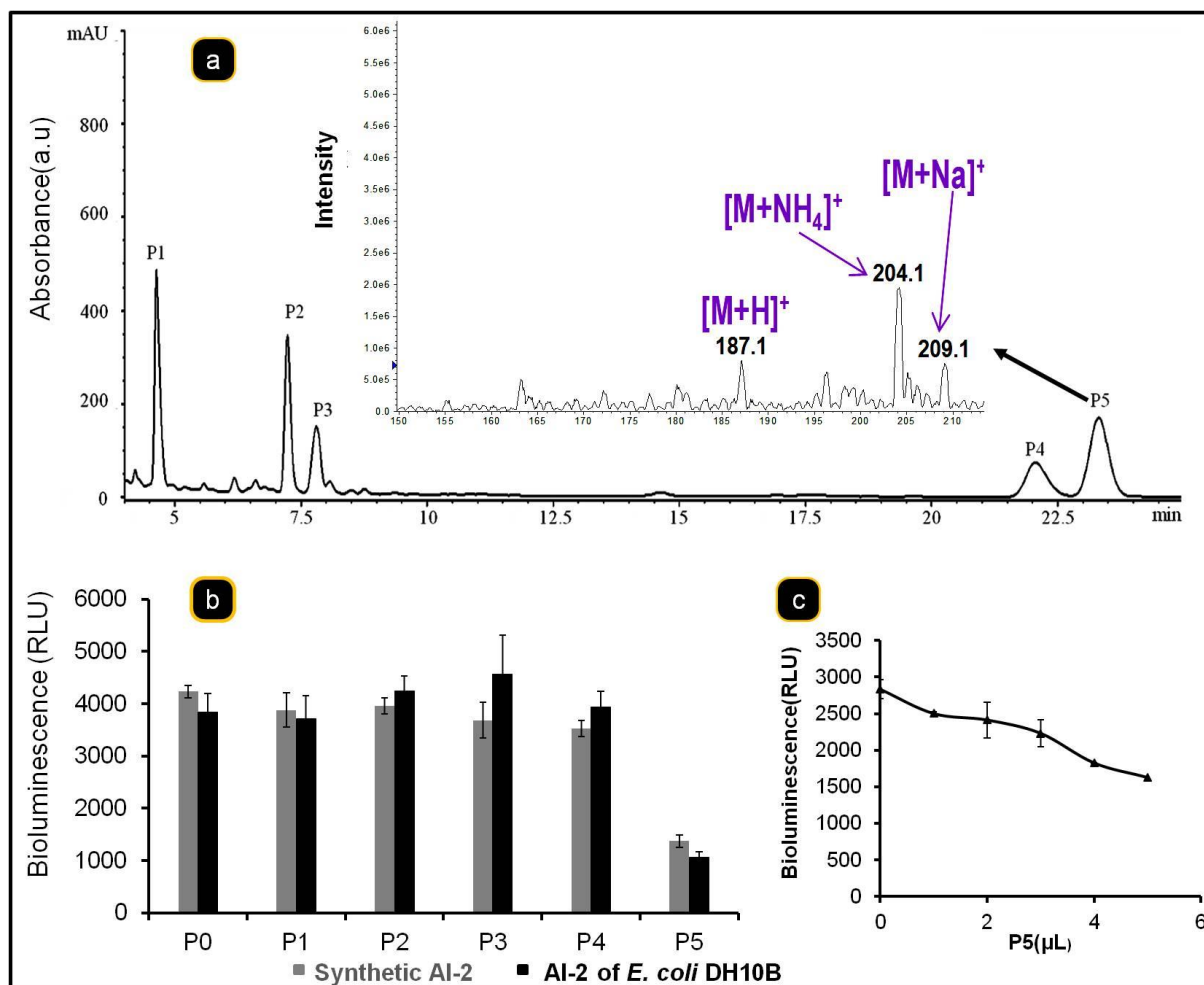 mAU
a
Absorbance(a.u)
800
600
400
200
0
P1
P2
P3
P4
P5
5
7.5
10
12.5
15
17.5
20
22.5
min
Intensity
6.0e6
5.5e6
5.0e6
4.5e6
4.0e6
3.5e6
3.0e6
2.5e6
2.0e6
1.5e6
1.0e6
5.0e5
0.0
150
155
160
165
170
175
180
185
190
195
200
205
210
[M+H]⁺
187.1
[M+NH₄]⁺
204.1
[M+Na]⁺
209.1
b
Bioluminescence (RLU)
6000
5000
4000
3000
2000
1000
0
P0
P1
P2
P3
P4
P5
Synthetic AI-2
AI-2 of E. coli DH10B
c
Bioluminescence(RLU)
3500
3000
2500
2000
1500
1000
500
0
0
2
4
6
P5(µL)